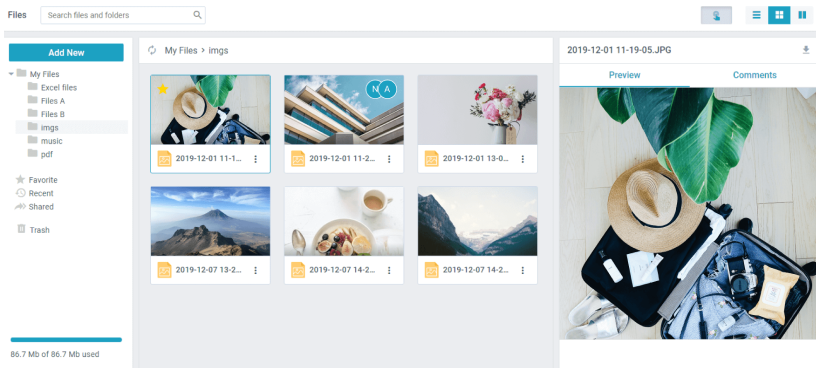 Files
Search files and folders
Add New
My Files
Excel files
Files A
Files B
imgs
music
pdf
Favorite
Recent
Shared
Trash
86.7 Mb of 86.7 Mb used
My Files > imgs
N A
2019-12-01 11-1...
2019-12-01 11-2...
2019-12-01 13-0...
2019-12-07 13-2...
2019-12-07 14-2...
2019-12-07 14-2...
2019-12-01 11-19-05.JPG
Preview
Comments